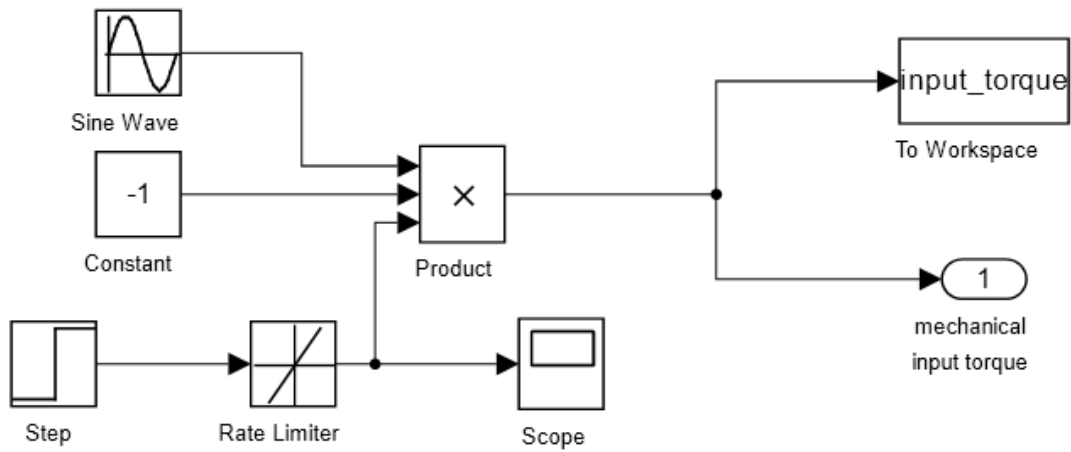 Sine Wave
input_torque
To Workspace
-1
Constant
×
Product
1
mechanical
input torque
Step
Rate Limiter
Scope